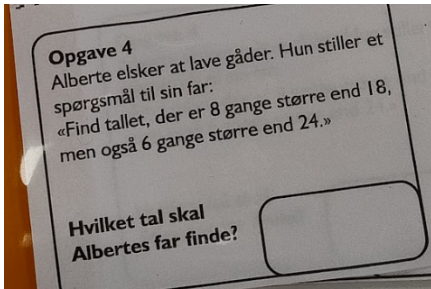 Opgave 4
Alberte elsker at lave gåder. Hun stiller et
spørgsmål til sin far:
«Find tallet, der er 8 gange større end 18,
men også 6 gange større end 24.»
Hvilket tal skal
Albertes far finde?